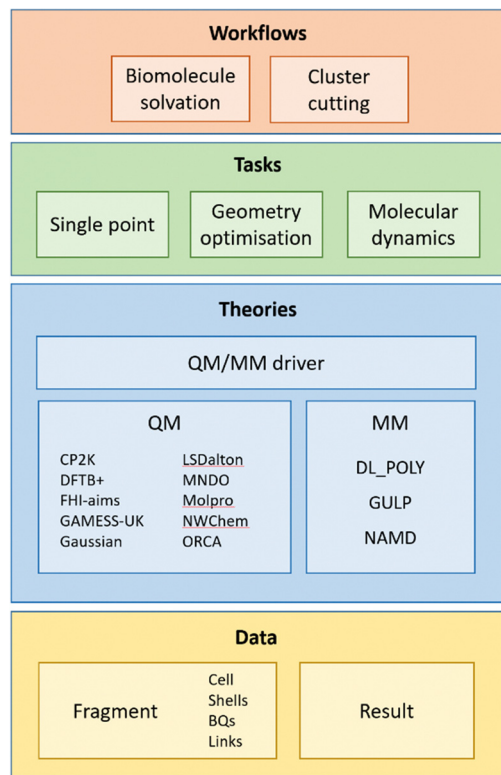 Workflows
Biomolecule
solvation
Cluster
cutting
Tasks
Single point
Geometry
optimisation
Molecular
dynamics
Theories
QM/MM driver
QM
CP2K
DFTB+
FHI-aims
GAMESS-UK
Gaussian
LSDalton
MNDO
Molpro
NWChem
ORCA
MM
DL_POLY
GULP
NAMD
Data
Fragment
Cell
Shells
BQs
Links
Result